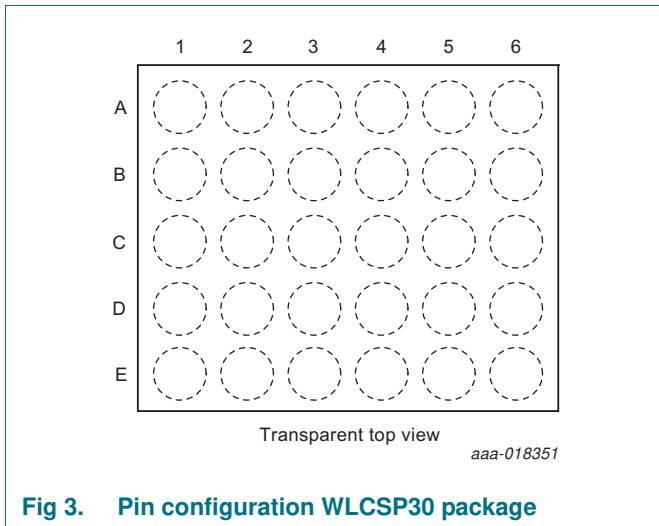 1 2 3 4 5 6
A
B
C
D
E
Transparent top view
aaa-018351
Fig 3. Pin configuration WLCSP30 package